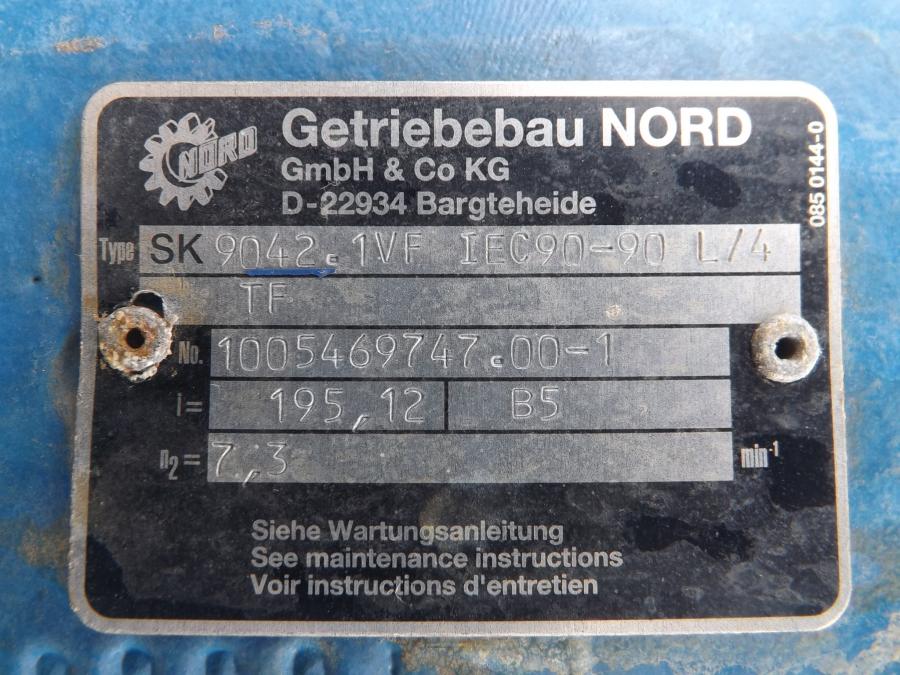 NORD
Getriebebau NORD
GmbH & Co KG
D-22934 Bargteheide
085 0144-0
Type SK 9042.1VF IEC90-90 L/4
TF
No. 1005469747.00-1
i= 195,12 B5
n2= 7,3 min-1
Siehe Wartungsanleitung
See maintenance instructions
Voir instructions d'entretien